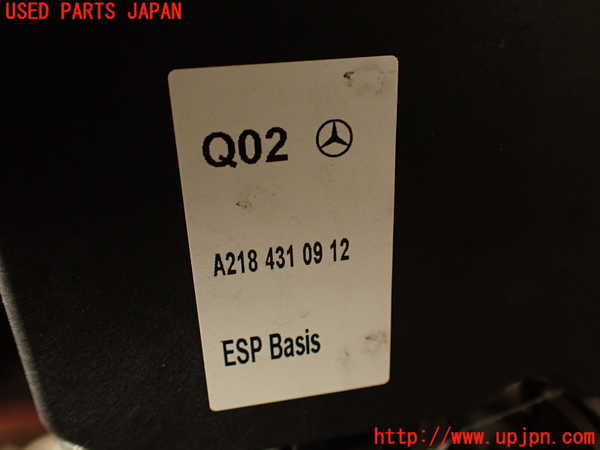 USED PARTS JAPAN
Q02
A218 431 09 12
ESP Basis
http://www.upjpn.com/